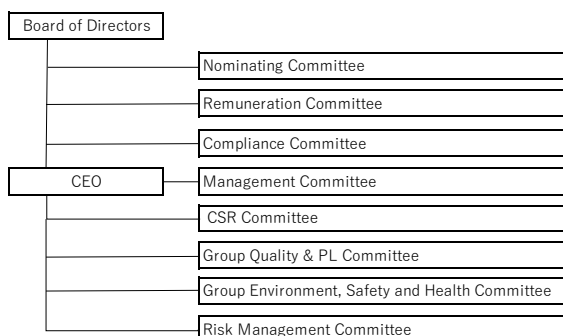 Board of Directors
Nominating Committee
Remuneration Committee
Compliance Committee
CEO
Management Committee
CSR Committee
Group Quality & PL Committee
Group Environment, Safety and Health Committee
Risk Management Committee